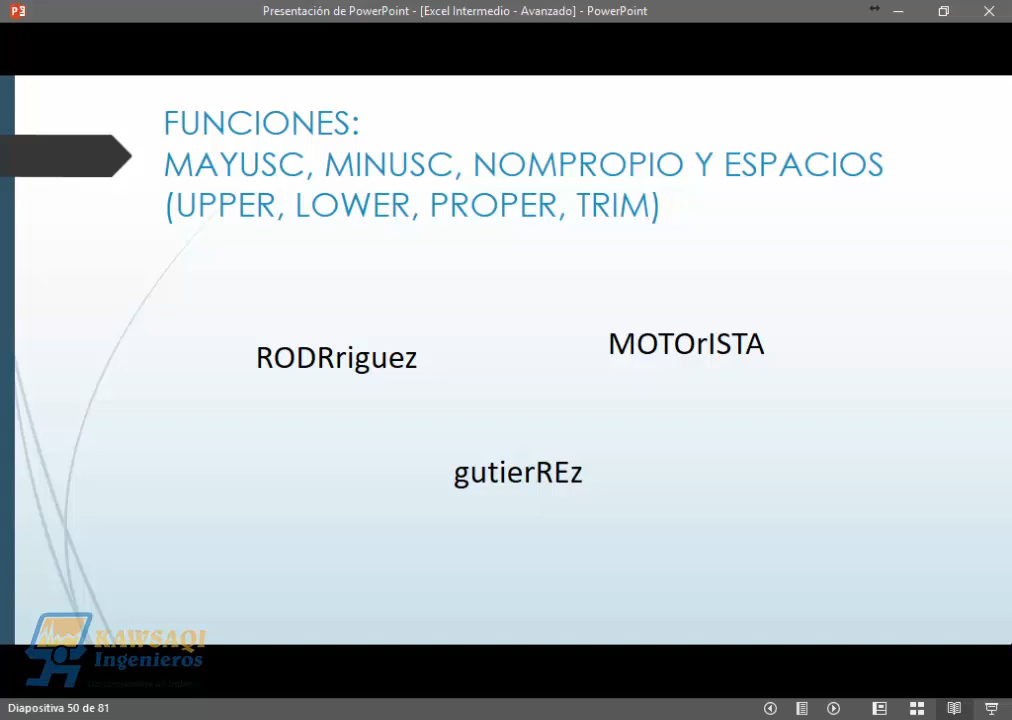 Presentación de PowerPoint - [Excel Intermedio - Avanzado] - PowerPoint
FUNCIONES:
MAYUSC, MINUSC, NOMPROPIO Y ESPACIOS
(UPPER, LOWER, PROPER, TRIM)
RODRriguez
MOTOrISTA
gutierREz
KAWSAQI
Ingenieros
Diapositiva 50 de 81